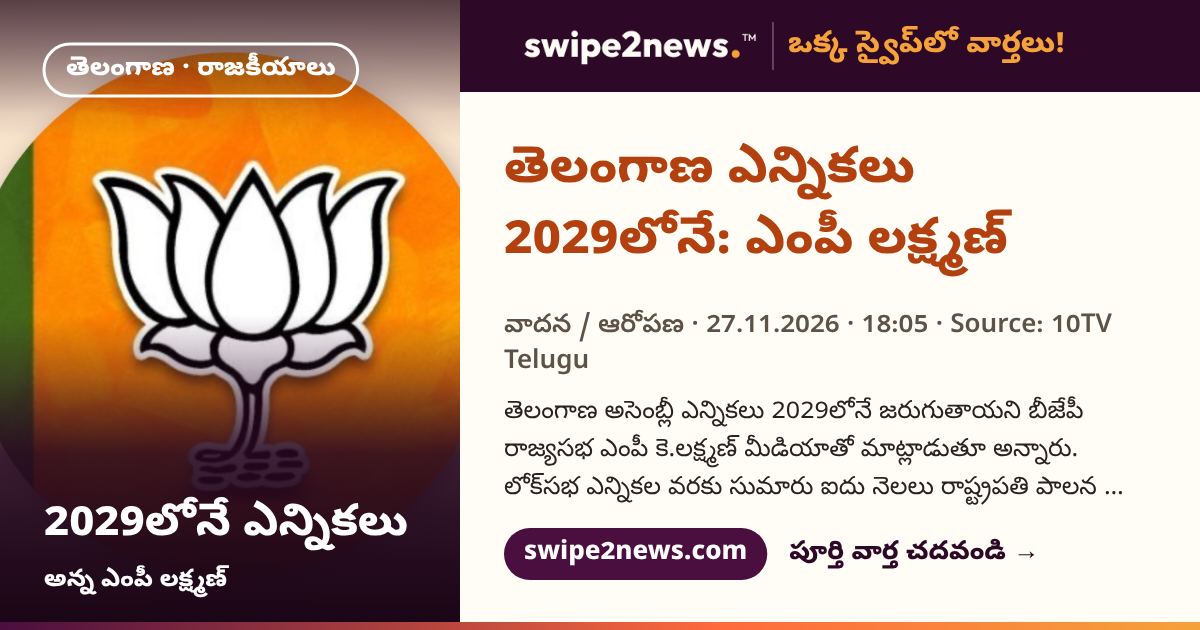 తెలంగాణ · రాజకీయాలు
2029లోనే ఎన్నికలు
అన్న ఎంపీ లక్ష్మణ్
swipe2news.™ ఒక్క స్వైప్‌లో వార్తలు!
తెలంగాణ ఎన్నికలు
2029లోనే: ఎంపీ లక్ష్మణ్
వాదన / ఆరోపణ · 27.11.2026 · 18:05 · Source: 10TV
Telugu
తెలంగాణ అసెంబ్లీ ఎన్నికలు 2029లోనే జరుగుతాయని బీజేపీ
రాజ్యసభ ఎంపీ కె.లక్ష్మణ్ మీడియాతో మాట్లాడుతూ అన్నారు.
లోక్‌సభ ఎన్నికల వరకు సుమారు ఐదు నెలలు రాష్ట్రపతి పాలన ...
swipe2news.com పూర్తి వార్త చదవండి →